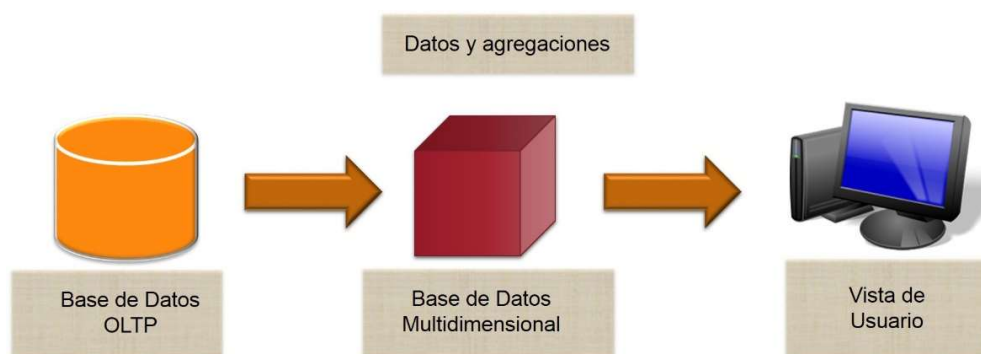 Datos y agregaciones
Base de Datos
OLTP
Base de Datos
Multidimensional
Vista de
Usuario